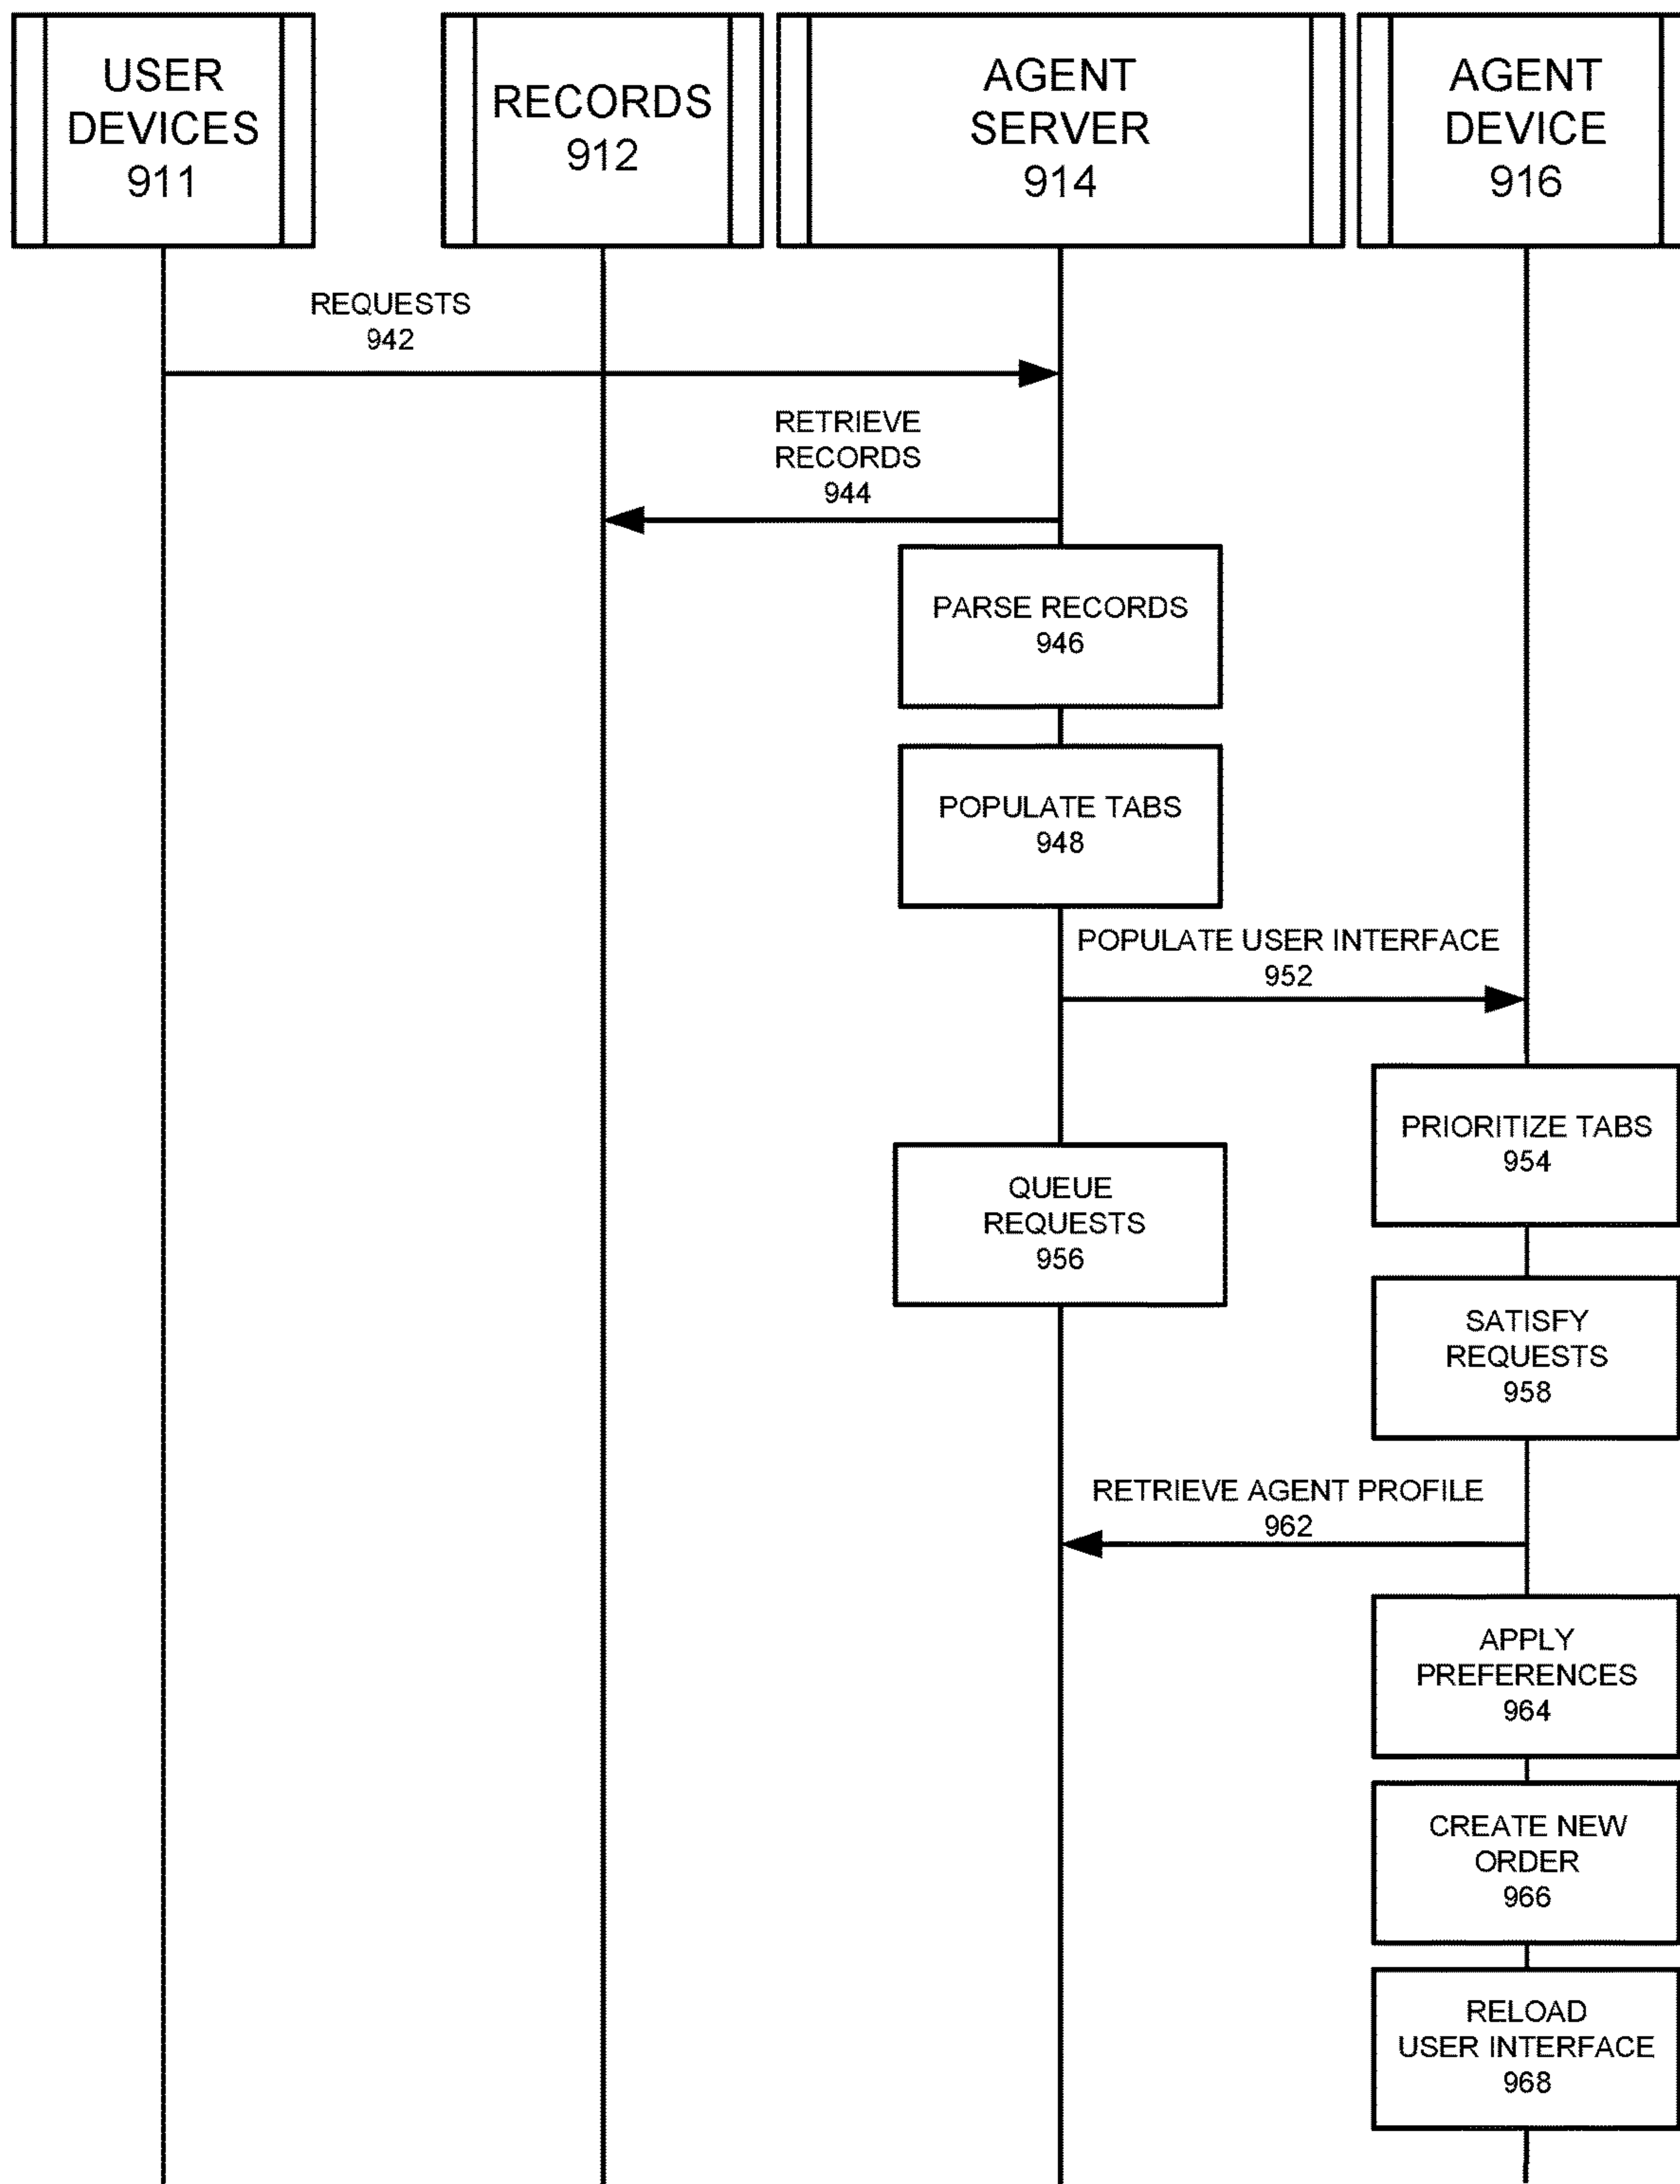 USER
DEVICES
911
RECORDS
912
AGENT
SERVER
914
AGENT
DEVICE
916
REQUESTS
942
RETRIEVE
RECORDS
944
PARSE RECORDS
946
POPULATE TABS
948
POPULATE USER INTERFACE
952
PRIORITIZE TABS
954
QUEUE
REQUESTS
956
SATISFY
REQUESTS
958
RETRIEVE AGENT PROFILE
962
APPLY
PREFERENCES
964
CREATE NEW
ORDER
966
RELOAD
USER INTERFACE
968